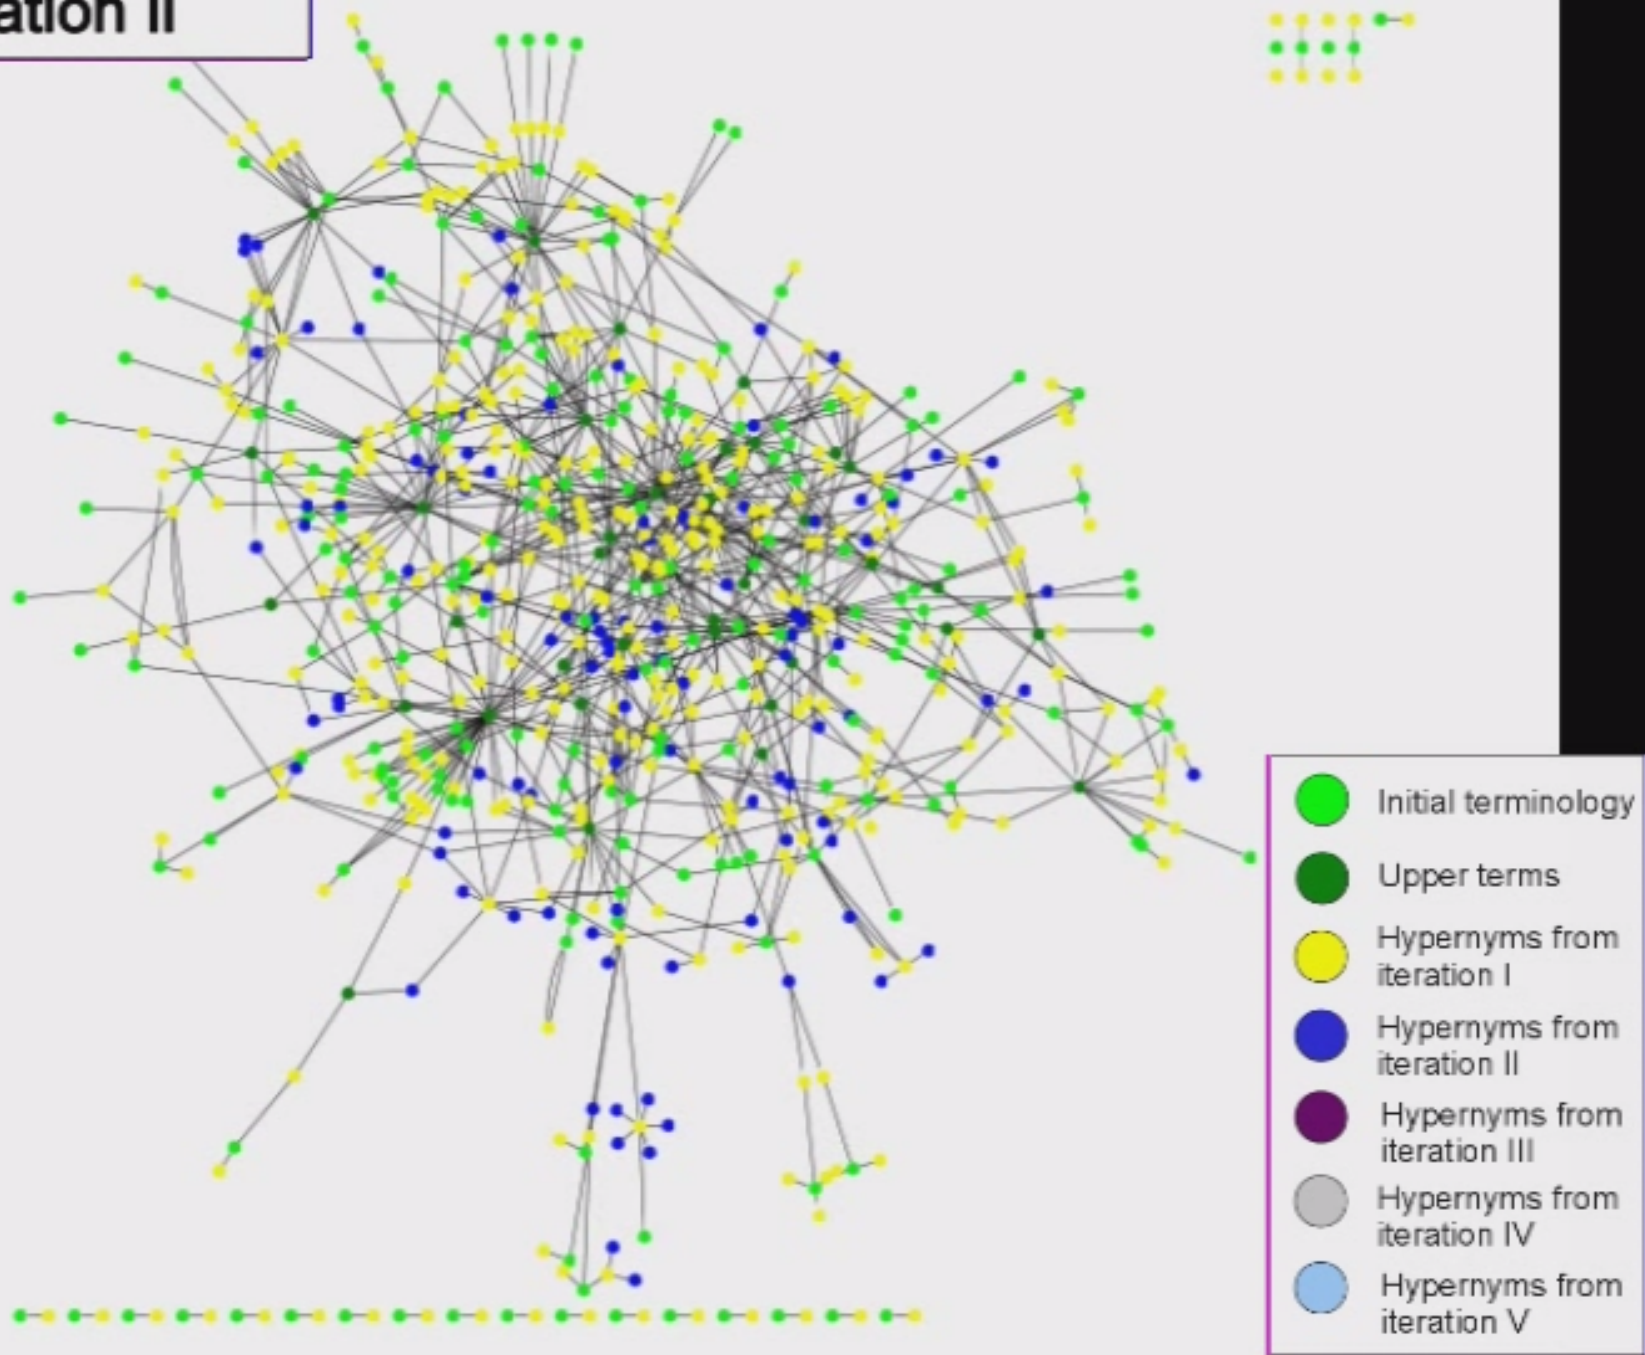 ation II
Initial terminology
Upper terms
Hypernyms from
iteration I
Hypernyms from
iteration II
Hypernyms from
iteration III
Hypernyms from
iteration IV
Hypernyms from
iteration V